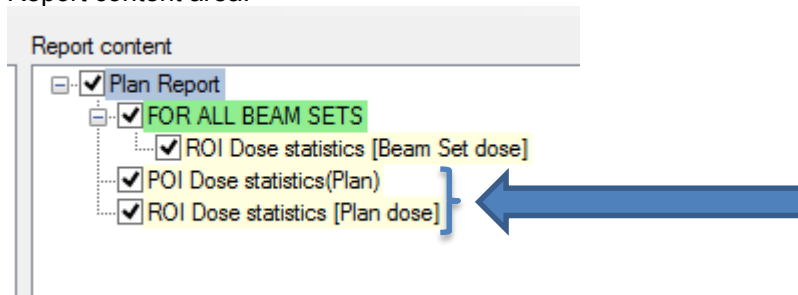 Report content area.
Report content
Plan Report
FOR ALL BEAM SETS
ROI Dose statistics [Beam Set dose]
POI Dose statistics(Plan)
ROI Dose statistics [Plan dose]